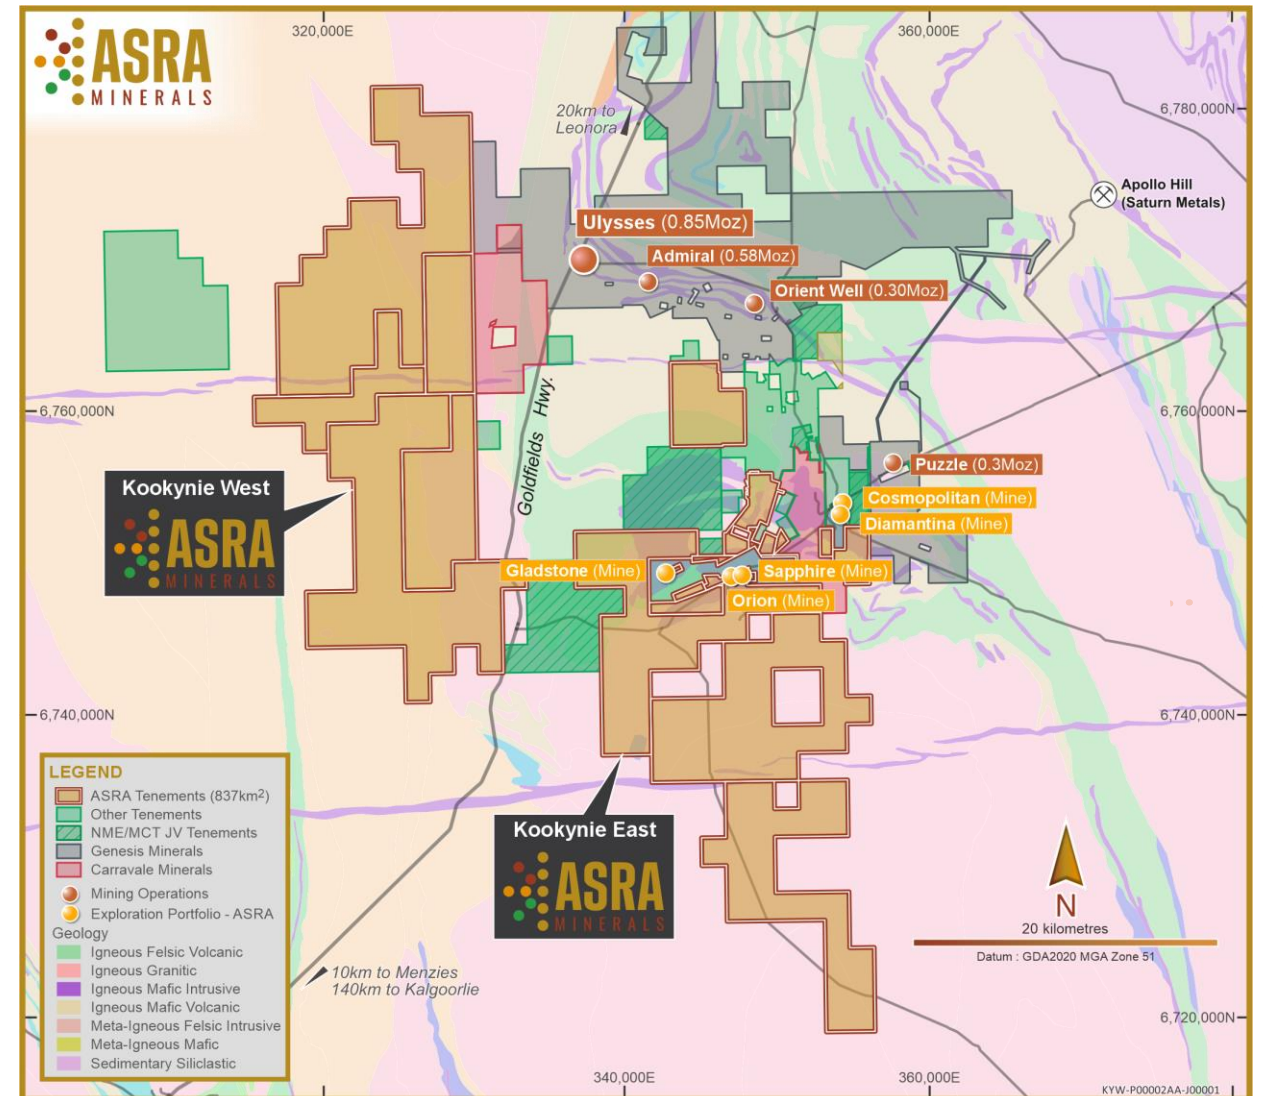 320,000E
360,000E
ASRA
MINERALS
20km to
Leonora
6,780,000N
Apollo Hill
(Saturn Metals)
Ulysses (0.85Moz)
Admiral (0.58Moz)
Orient Well (0.30Moz)
Goldfields Hwy.
6,760,000N
6,760,000N
Puzzle (0.3Moz)
Kookynie West
ASRA
MINERALS
Cosmopolitan (Mine)
Diamantina (Mine)
Gladstone (Mine)
Sapphire (Mine)
Orion (Mine)
6,740,000N
6,740,000N
Kookynie East
ASRA
MINERALS
LEGEND
ASRA Tenements (837km²)
Other Tenements
NME/MCT JV Tenements
Genesis Minerals
Carravale Minerals
Mining Operations
Exploration Portfolio - ASRA
Geology
Igneous Felsic Volcanic
Igneous Granitic
Igneous Mafic Intrusive
Igneous Mafic Volcanic
Meta-Igneous Felsic Intrusive
Meta-Igneous Mafic
Sedimentary Siliclastic
10km to Menzies
140km to Kalgoorlie
N
20 kilometres
Datum : GDA2020 MGA Zone 51
6,720,000N
340,000E
360,000E
KYW-P00002AA-J00001